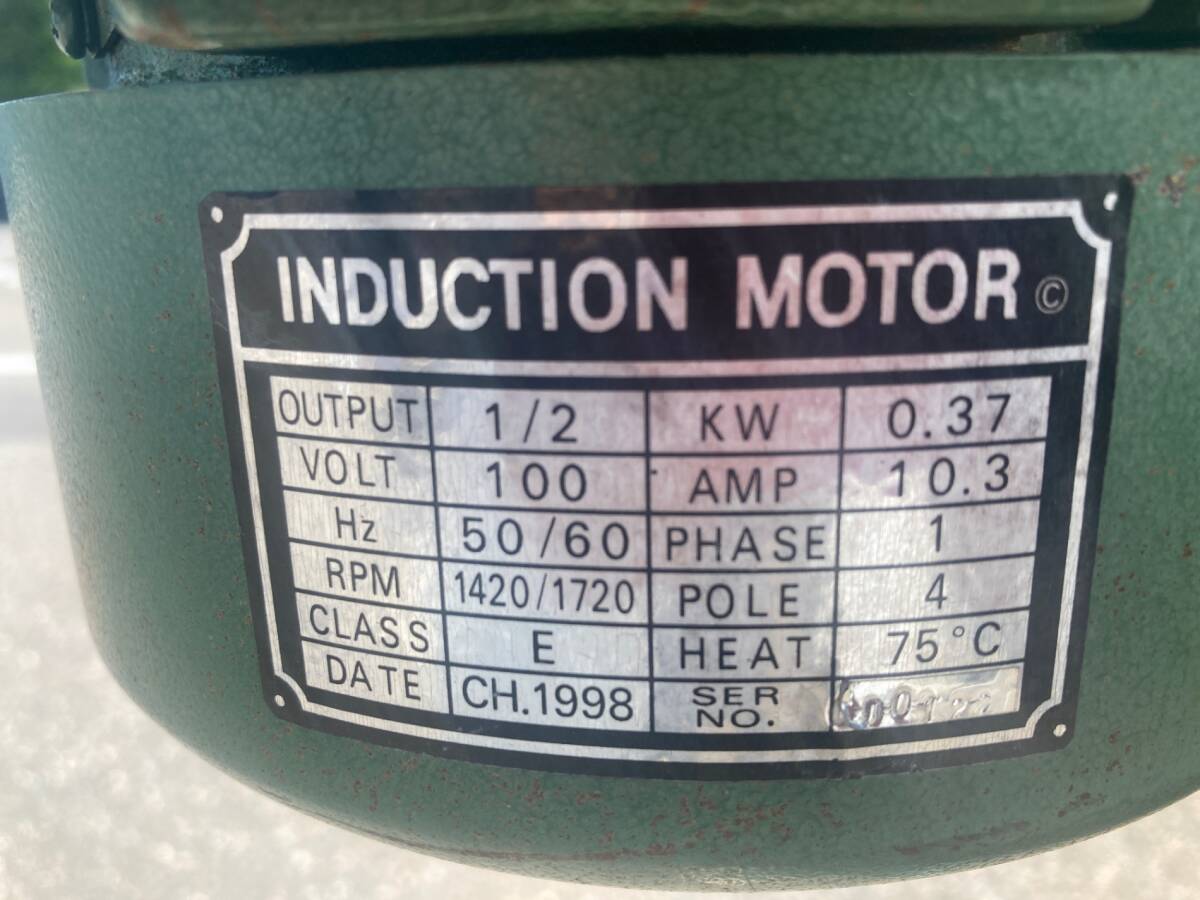 INDUCTION MOTOR ©
OUTPUT 1/2 KW 0.37
VOLT 100 AMP 10.3
Hz 50/60 PHASE 1
RPM 1420/1720 POLE 4
CLASS E HEAT 75°C
DATE CH.1998 SER NO.